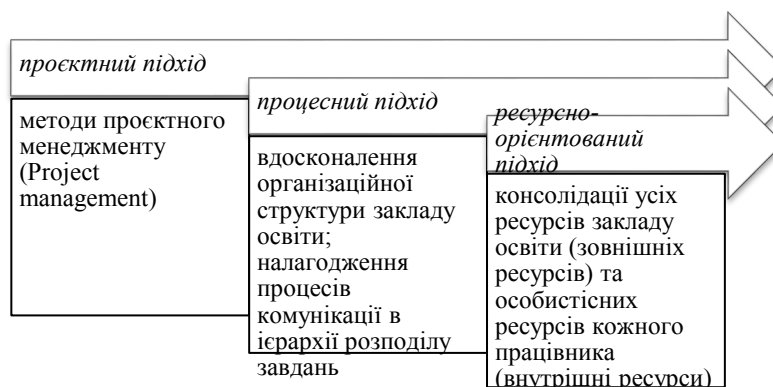 проєктний підхід
методи проєктного
менеджменту
(Project
management)
процесний підхід
вдосконалення
організаційної
структури закладу
освіти;
налагодження
процесів
комунікації в
ієрархії розподілу
завдань
ресурсно-
орієнтований
підхід
консолідації усіх
ресурсів закладу
освіти (зовнішніх
ресурсів) та
особистісних
ресурсів кожного
працівника
(внутрішні ресурси)